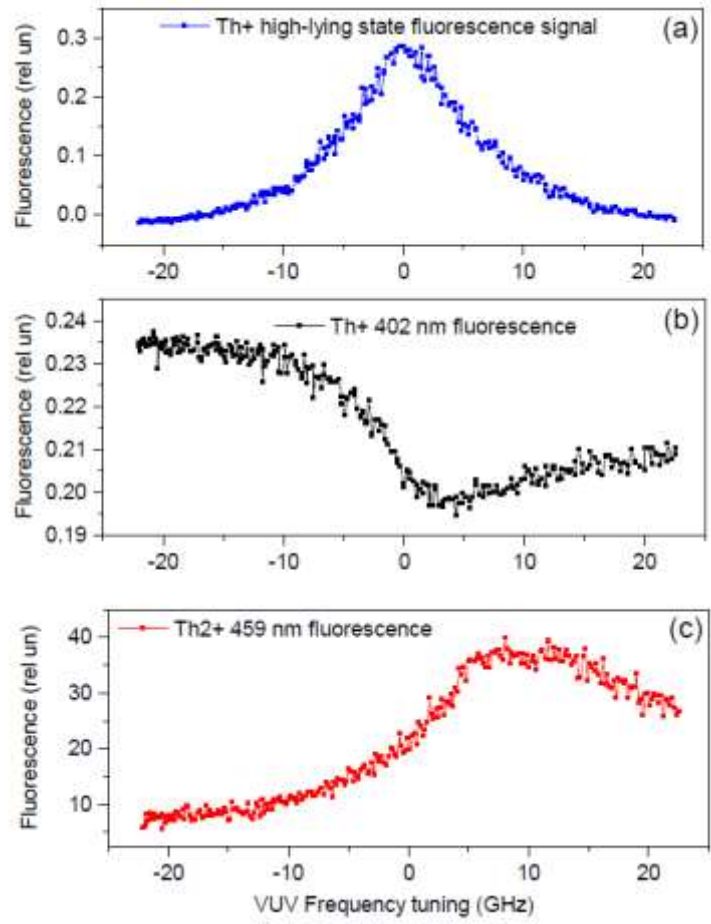 Th+ high-lying state fluorescence signal
(a)
Fluorescence (rel un)
0.3
0.2
0.1
0.0
-20 -10 0 10 20
Th+ 402 nm fluorescence
(b)
Fluorescence (rel un)
0.24
0.23
0.22
0.21
0.20
0.19
-20 -10 0 10 20
Th2+ 459 nm fluorescence
(c)
Fluorescence (rel un)
40
30
20
10
-20 -10 0 10 20
VUV Frequency tuning (GHz)